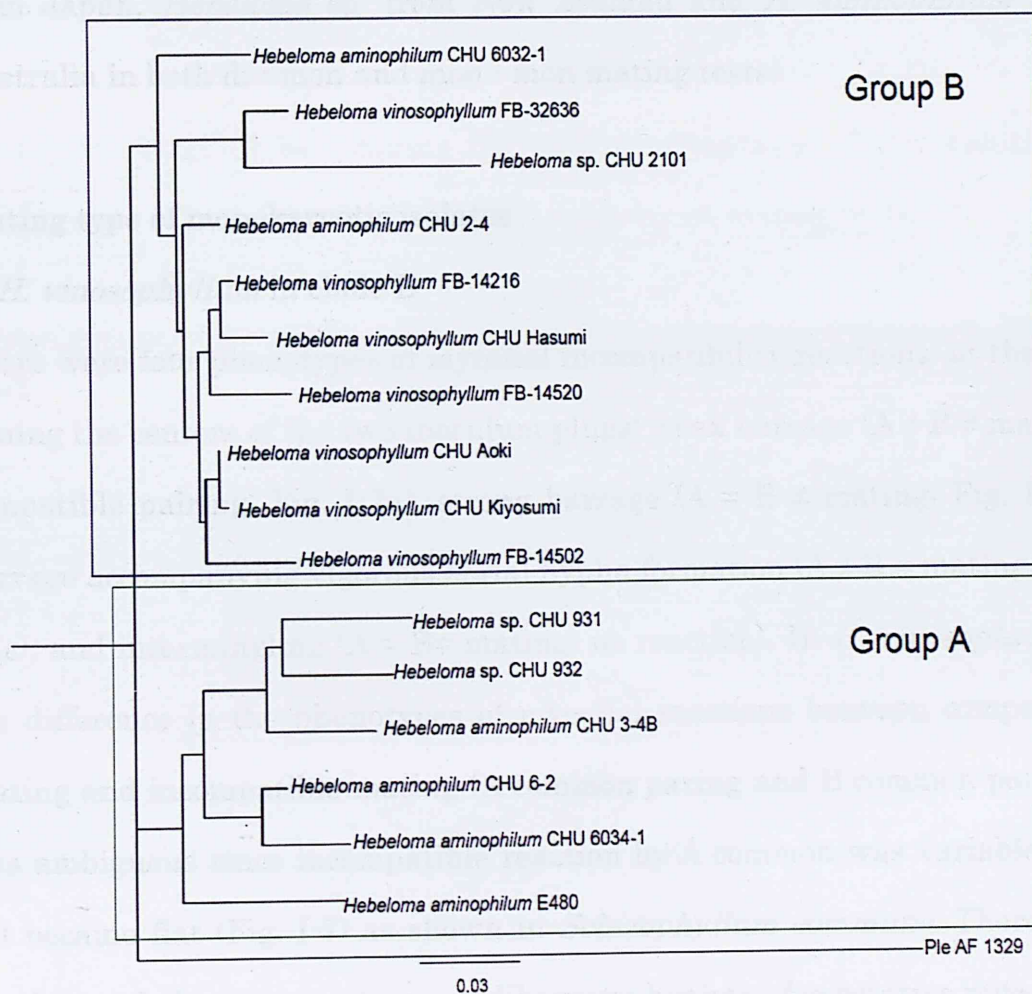 Hebeloma aminophilum CHU 6032-1
Group B
Hebeloma vinosophyllum FB-32636
Hebeloma sp. CHU 2101
Hebeloma aminophilum CHU 2-4
Hebeloma vinosophyllum FB-14216
Hebeloma vinosophyllum CHU Hasumi
Hebeloma vinosophyllum FB-14520
Hebeloma vinosophyllum CHU Aoki
Hebeloma vinosophyllum CHU Kiyosumi
Hebeloma vinosophyllum FB-14502
Hebeloma sp. CHU 931
Group A
Hebeloma sp. CHU 932
Hebeloma aminophilum CHU 3-4B
Hebeloma aminophilum CHU 6-2
Hebeloma aminophilum CHU 6034-1
Hebeloma aminophilum E480
Ple AF 1329
0.03